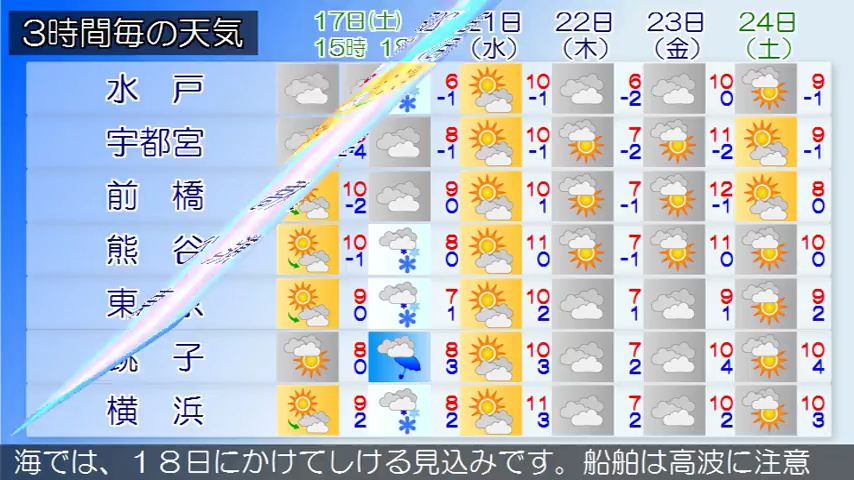 3時間毎の天気
17日(土) 21日 22日 23日 24日
15時 18 (水) (木) (金) (土)
水戸 6 -1 10 -1 6 -2 10 0 9 -1
宇都宮 -4 8 -1 10 -1 7 -2 11 -2 9 -1
前橋 10 -2 9 0 10 1 7 -1 12 -1 8 0
熊谷 10 -1 8 0 11 0 7 -1 11 0 10 0
東京 9 0 7 1 10 2 7 1 9 1 9 2
銚子 8 0 8 3 10 3 7 2 10 4 10 4
横浜 9 2 8 2 11 3 7 2 10 2 10 3
海では、18日にかけてしける見込みです。船舶は高波に注意